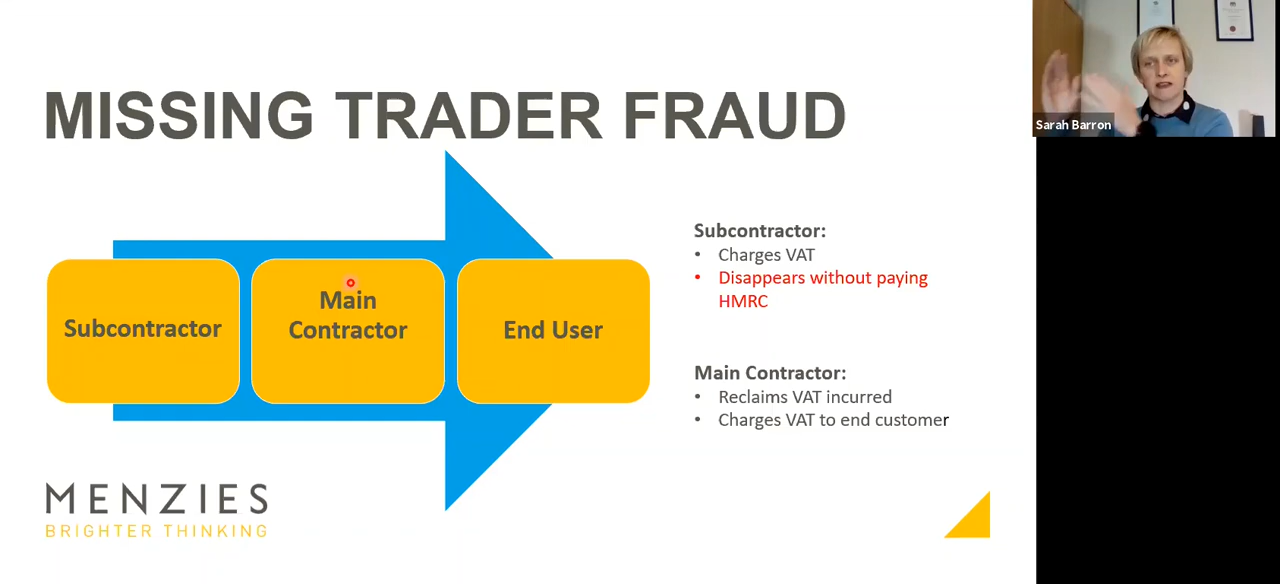 MISSING TRADER FRAUD
Subcontractor
Main
Contractor
End User
Subcontractor:
• Charges VAT
• Disappears without paying
HMRC
Main Contractor:
• Reclaims VAT incurred
• Charges VAT to end customer
MENZIES
BRIGHTER THINKING
Sarah Barron